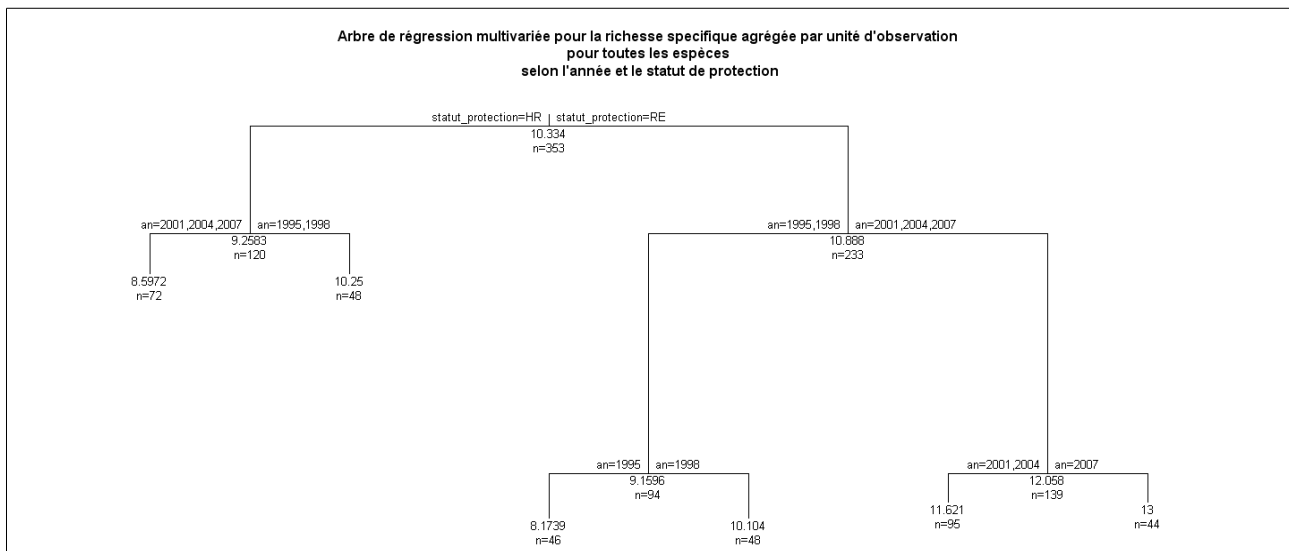 Arbre de régression multivariée pour la richesse specifique agrégée par unité d'observation
pour toutes les espèces
selon l'année et le statut de protection
statut_protection=HR statut_protection=RE
10.334
n=353
an=2001,2004,2007 an=1995,1998
9.2583
n=120
8.5972
n=72
10.25
n=48
an=1995,1998 an=2001,2004,2007
10.888
n=233
an=1995 an=1998
9.1596
n=94
8.1739
n=46
10.104
n=48
an=2001,2004 an=2007
12.058
n=139
11.621
n=95
13
n=44